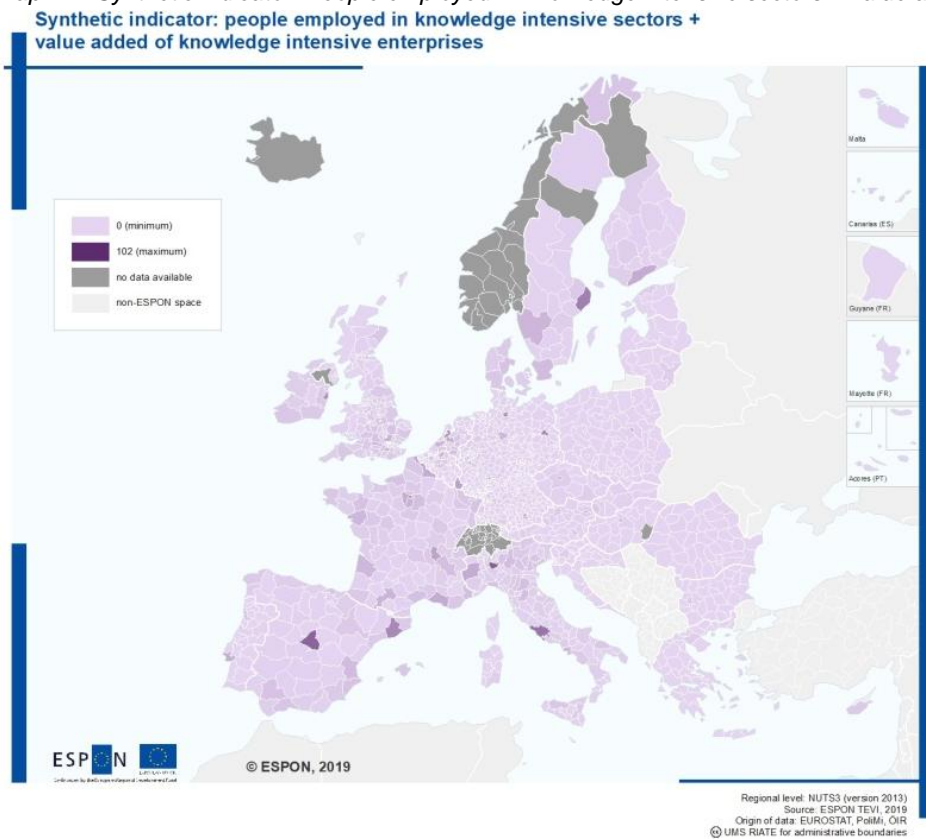 Synthetic indicator: people employed in knowledge intensive sectors +
value added of knowledge intensive enterprises
0 (minimum)
102 (maximum)
no data available
non-ESPON space
Malta
Canarias (ES)
Guyane (FR)
Mayotte (FR)
Acores (PT)
ESPON
© ESPON, 2019
Regional level: NUTS3 (version 2013)
Source: ESPON TEVI, 2019
Origin of data: EUROSTAT, PoliMi, ÖIR
UMS RIATE for administrative boundaries